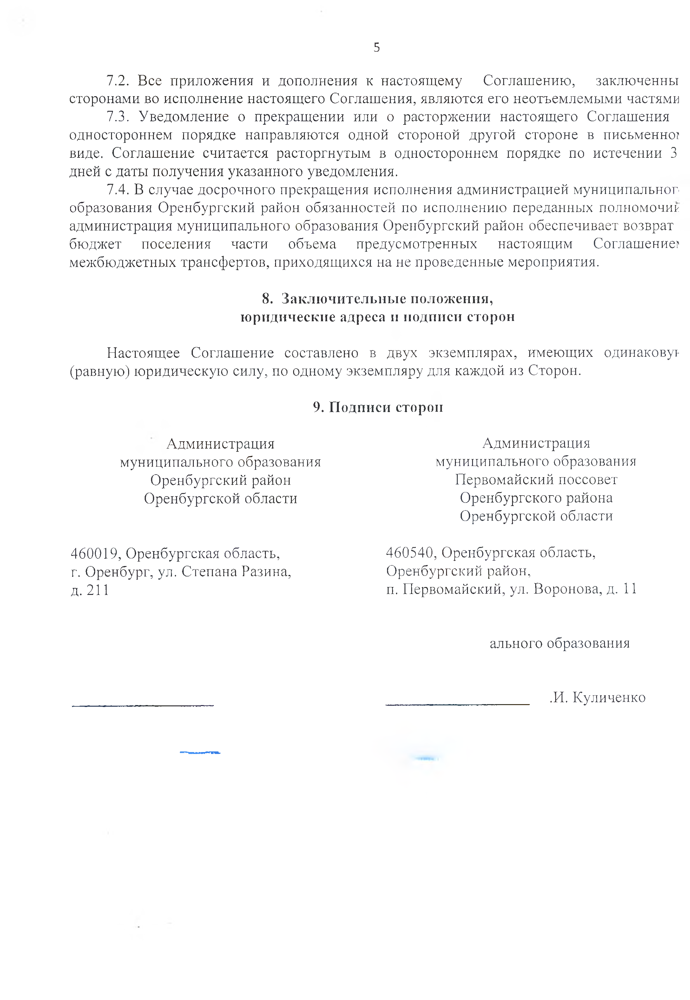 5
7.2. Все приложения и дополнения к настоящему Соглашению, заключенны
сторонами во исполнение настоящего Соглашения, являются его неотъемлемыми частями
7.3. Уведомление о прекращении или о расторжении настоящего Соглашения
одностороннем порядке направляются одной стороной другой стороне в письменно
виде. Соглашение считается расторгнутым в одностороннем порядке по истечении 3
дней с даты получения указанного уведомления.
7.4. В случае досрочного прекращения исполнения администрацией муниципальног
образования Оренбургский район обязанностей по исполнению переданных полномочий
администрация муниципального образования Оренбургский район обеспечивает возврат
бюджет поселения части объема предусмотренных настоящим Соглашение
межбюджетных трансфертов, приходящихся на не проведенные мероприятия.
8. Заключительные положения,
юридические адреса и подписи сторон
Настоящее Соглашение составлено в двух экземплярах, имеющих одинакову
(равную) юридическую силу, по одному экземпляру для каждой из Сторон.
9. Подписи сторон
Администрация
муниципального образования
Оренбургский район
Оренбургской области
460019, Оренбургская область,
г. Оренбург, ул. Степана Разина,
д. 211
Администрация
муниципального образования
Первомайский поссовет
Оренбургского района
Оренбургской области
460540, Оренбургская область,
Оренбургский район,
п. Первомайский, ул. Воронова, д. 11
ального образования
.И. Куличенко